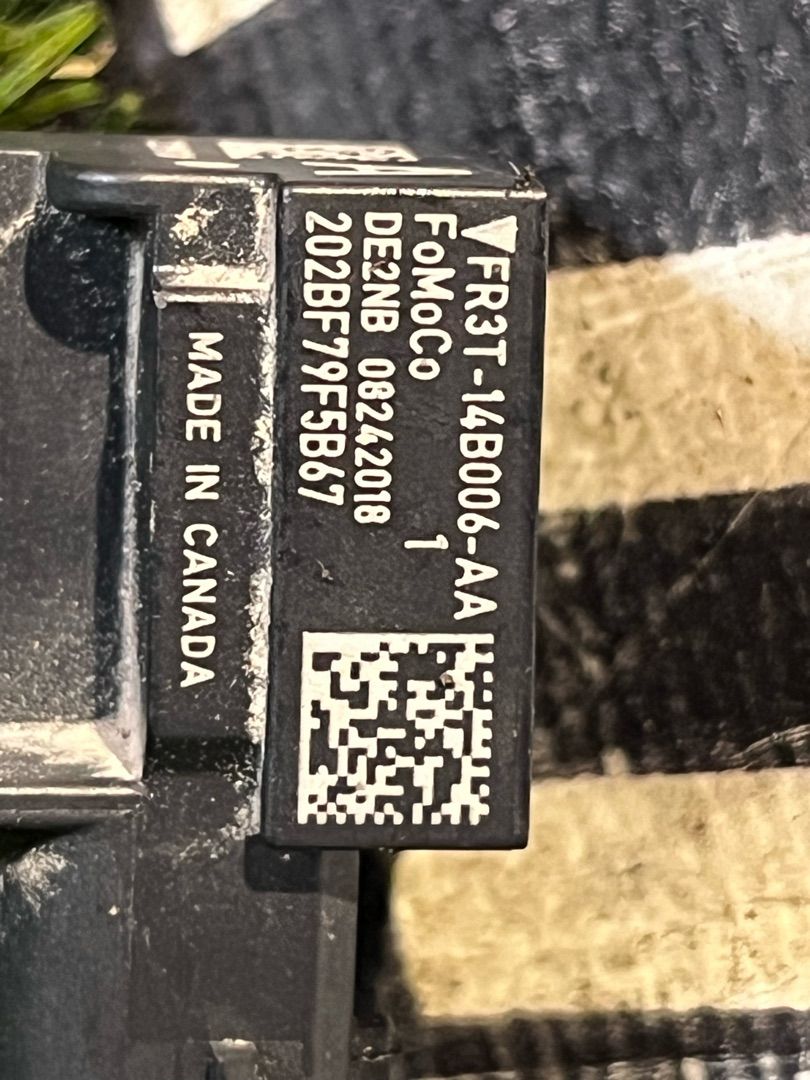 FR3T-14B006-AA
FoMoCo 1
DE2NB 08242018
202BF79F5B67
MADE IN CANADA